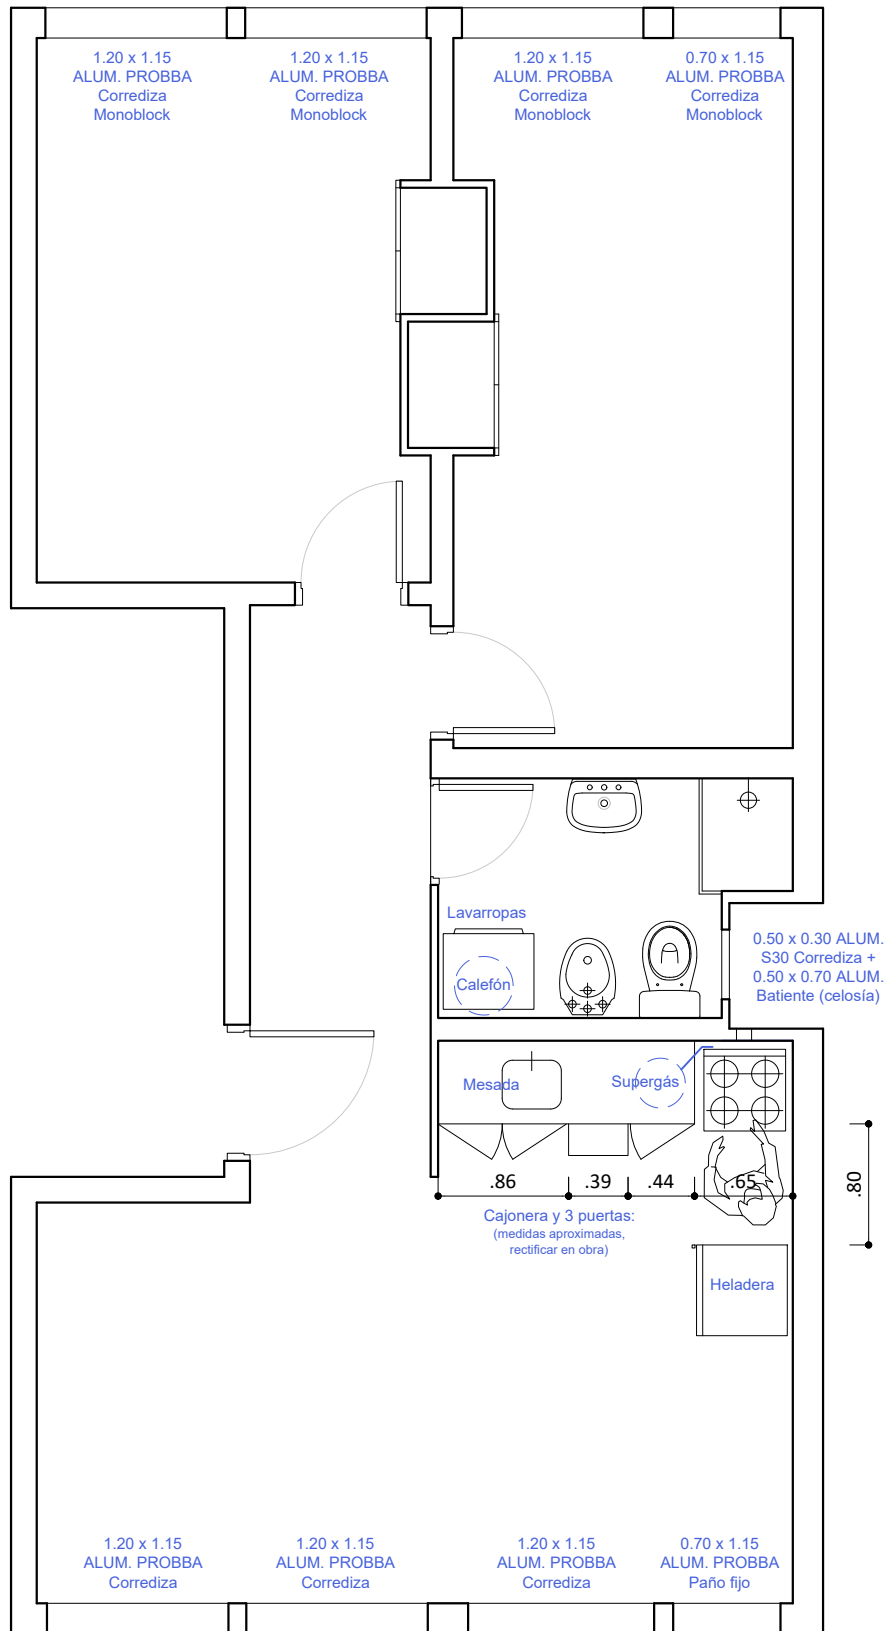 1.20 x 1.15
ALUM. PROBBA
Corrediza
Monoblock
1.20 x 1.15
ALUM. PROBBA
Corrediza
Monoblock
1.20 x 1.15
ALUM. PROBBA
Corrediza
Monoblock
0.70 x 1.15
ALUM. PROBBA
Corrediza
Monoblock
Lavarropas
Calefón
0.50 x 0.30 ALUM.
S30 Corrediza +
0.50 x 0.70 ALUM.
Batiente (celosía)
Mesada
Supergás
.86
.39
.44
.65
.80
Cajonera y 3 puertas:
(medidas aproximadas,
rectificar en obra)
Heladera
1.20 x 1.15
ALUM. PROBBA
Corrediza
1.20 x 1.15
ALUM. PROBBA
Corrediza
1.20 x 1.15
ALUM. PROBBA
Corrediza
0.70 x 1.15
ALUM. PROBBA
Paño fijo